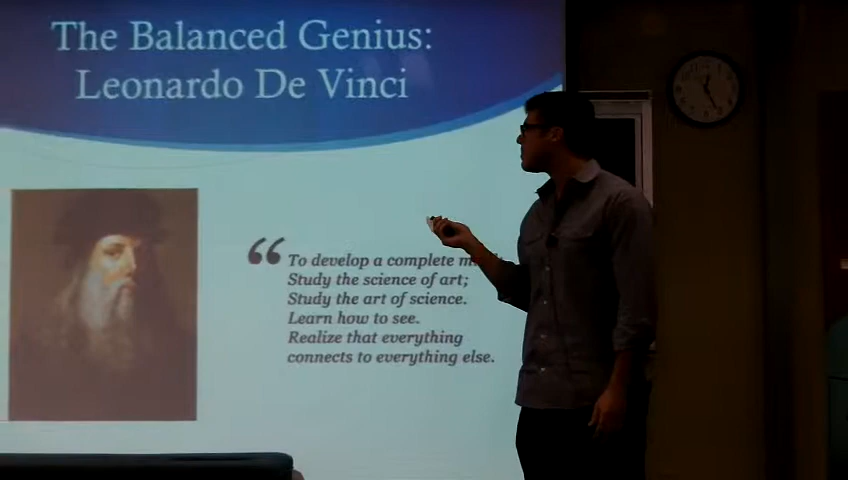 The Balanced Genius:
Leonardo De Vinci
“ To develop a complete
Study the science of art;
Study the art of science.
Learn how to see.
Realize that everything
connects to everything else.